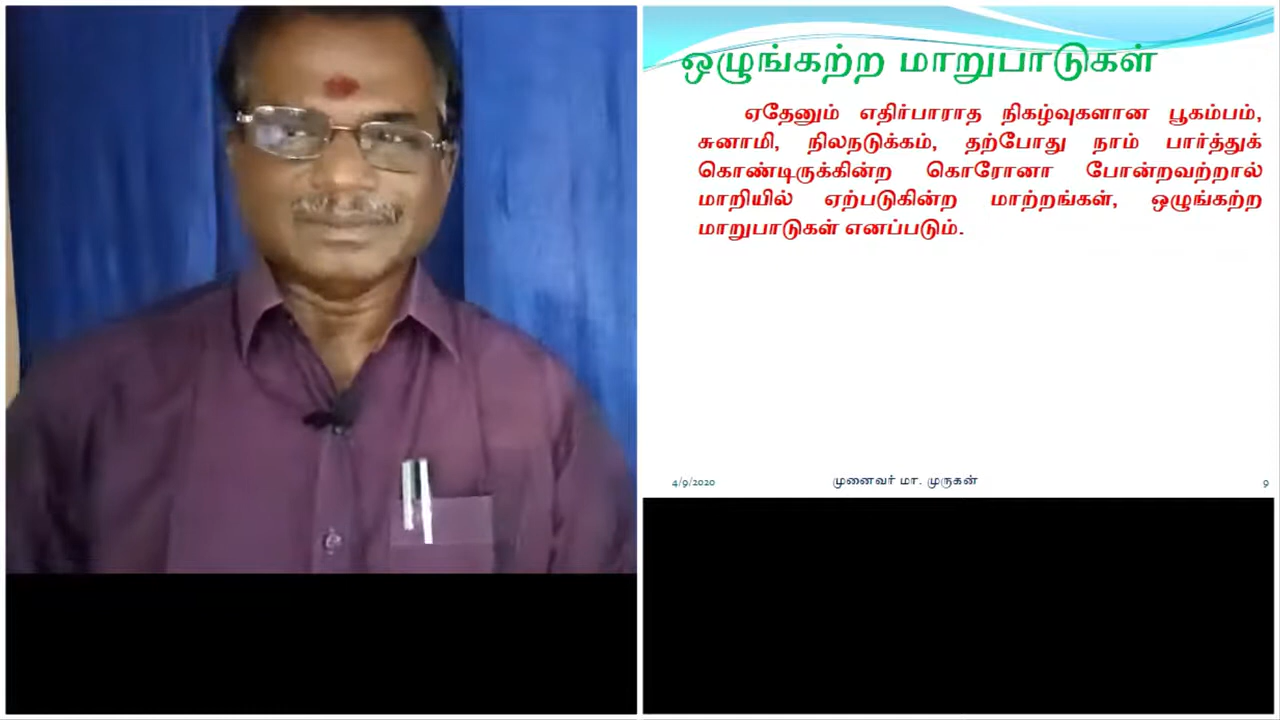 ஒழுங்கற்ற மாறுபாடுகள்
ஏதேனும் எதிர்பாராத நிகழ்வுகளான பூகம்பம்,
சுனாமி, நிலநடுக்கம், தற்போது நாம் பார்த்துக்
கொண்டிருக்கின்ற கொரோனா போன்றவற்றால்
மாறியில் ஏற்படுகின்ற மாற்றங்கள், ஒழுங்கற்ற
மாறுபாடுகள் எனப்படும்.
4/9/2020 முனைவர் மா. முருகன் 9